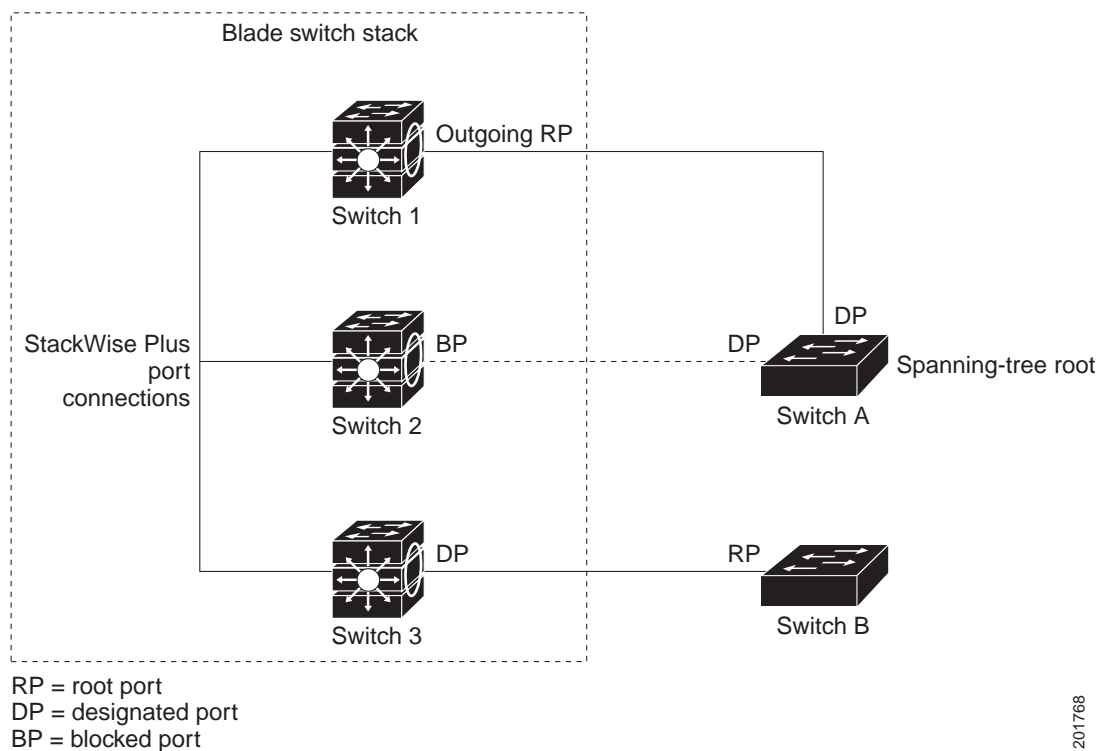 Blade switch stack
Outgoing RP
Switch 1
DP
StackWise Plus
port
connections
BP
DP
Spanning-tree root
Switch 2
Switch A
DP
RP
Switch 3
Switch B
RP = root port
DP = designated port
BP = blocked port
201768